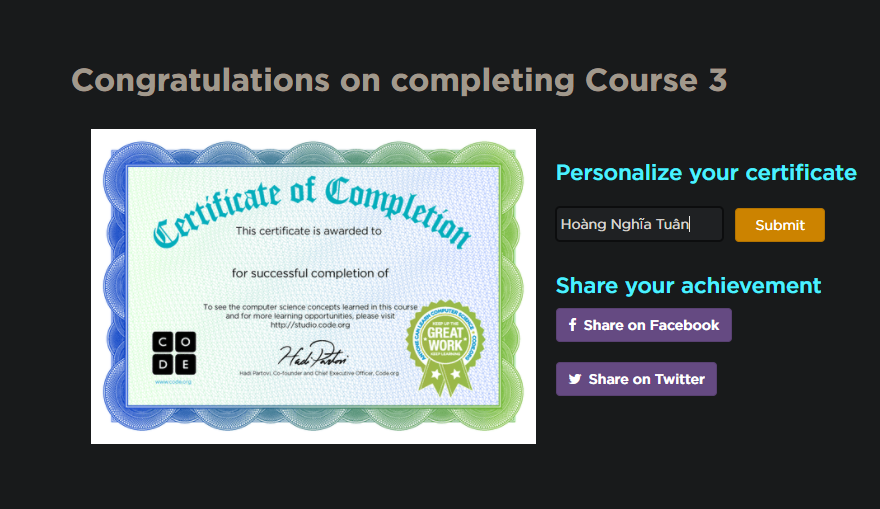 Congratulations on completing Course 3
Certificate of Completion
This certificate is awarded to
for successful completion of
To see the computer science concepts learned in this course
and for more learning opportunities, please visit
http://studio.code.org
C O
D E
www.code.org
Hadi Partovi
Hadi Partovi, Co-founder and Chief Executive Officer, Code.org
ANYONE CAN LEARN COMPUTER SCIENCE
CODE.ORG
KEEP UP THE
GREAT
WORK
KEEP LEARNING
Personalize your certificate
Hoàng Nghĩa Tuân
Submit
Share your achievement
Share on Facebook
Share on Twitter